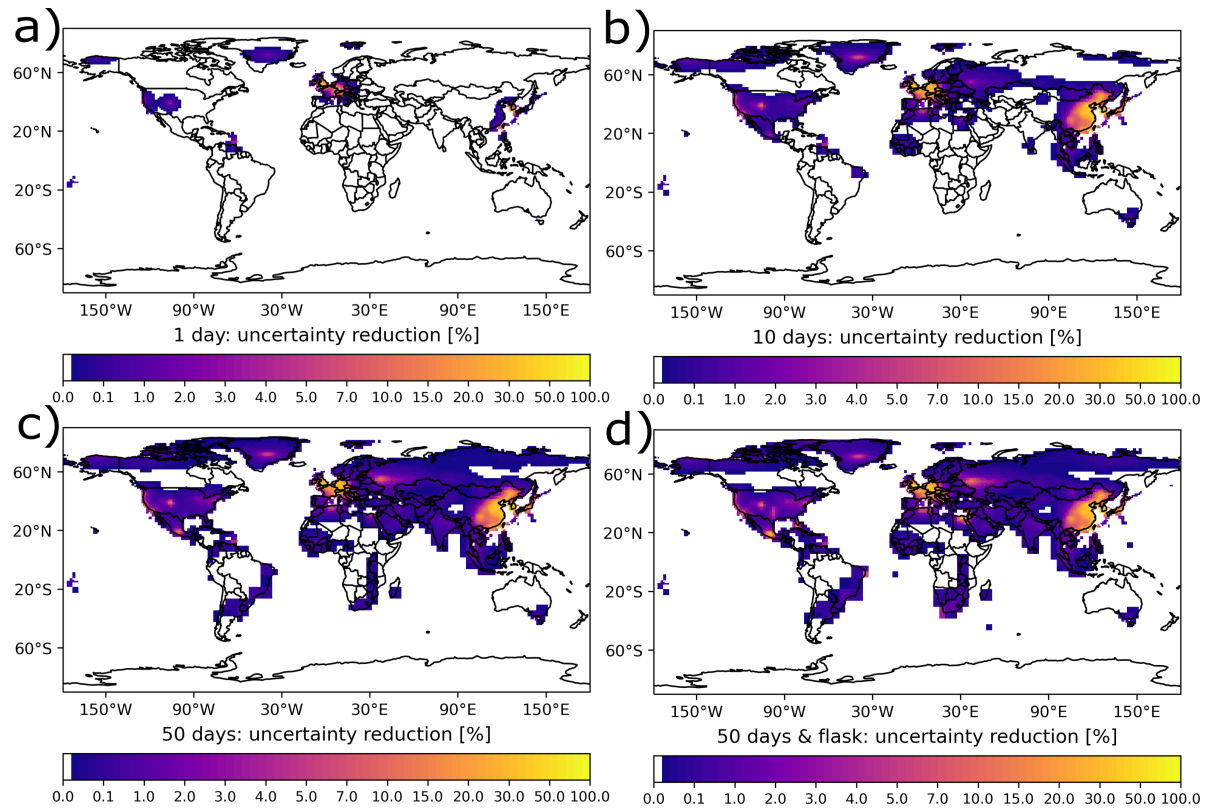 a)
60°N
20°N
20°S
60°S
150°W 90°W 30°W 30°E 90°E 150°E
1 day: uncertainty reduction [%]
0.0 0.1 1.0 2.0 3.0 4.0 5.0 7.0 10.0 15.0 20.0 30.0 50.0 100.0
b)
60°N
20°N
20°S
60°S
150°W 90°W 30°W 30°E 90°E 150°E
10 days: uncertainty reduction [%]
0.0 0.1 1.0 2.0 3.0 4.0 5.0 7.0 10.0 15.0 20.0 30.0 50.0 100.0
c)
60°N
20°N
20°S
60°S
150°W 90°W 30°W 30°E 90°E 150°E
50 days: uncertainty reduction [%]
0.0 0.1 1.0 2.0 3.0 4.0 5.0 7.0 10.0 15.0 20.0 30.0 50.0 100.0
d)
60°N
20°N
20°S
60°S
150°W 90°W 30°W 30°E 90°E 150°E
50 days & flask: uncertainty reduction [%]
0.0 0.1 1.0 2.0 3.0 4.0 5.0 7.0 10.0 15.0 20.0 30.0 50.0 100.0